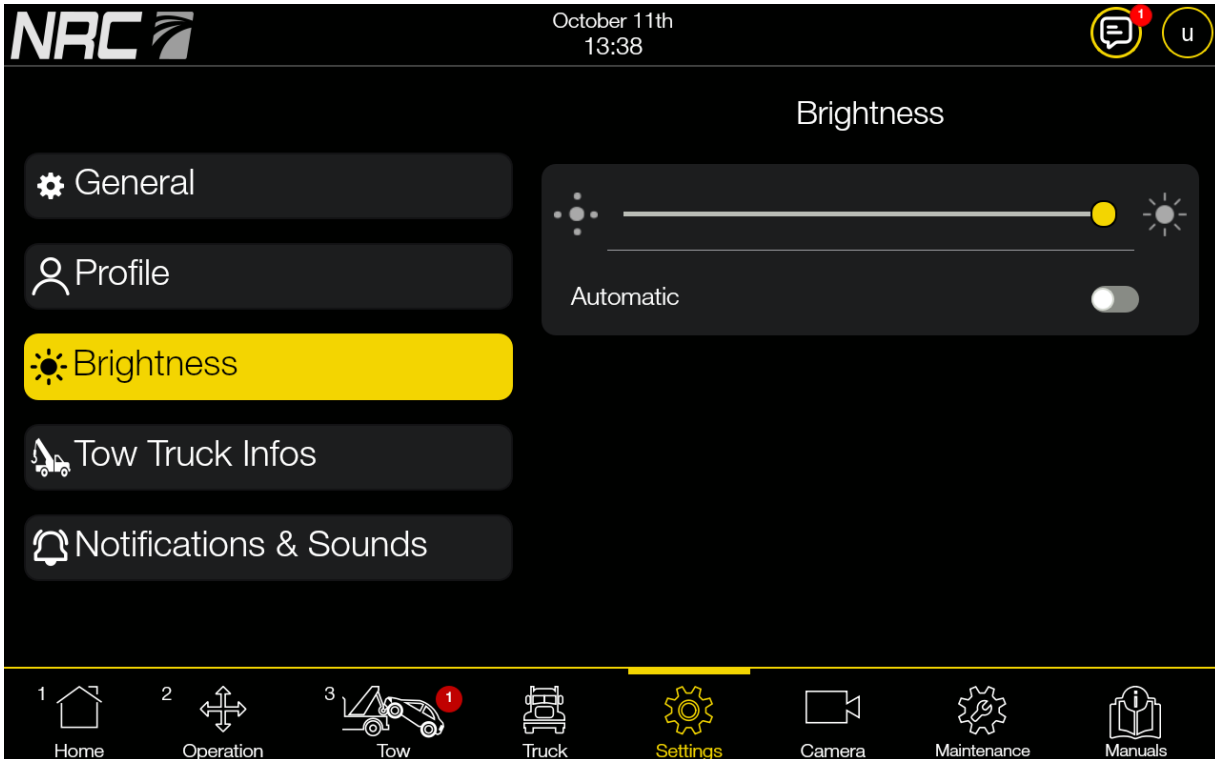 NRC
October 11th
13:38
1
u
Brightness
General
Profile
Brightness
Tow Truck Infos
Notifications & Sounds
Automatic
1
2
3
1
Home
Operation
Tow
Truck
Settings
Camera
Maintenance
Manuals